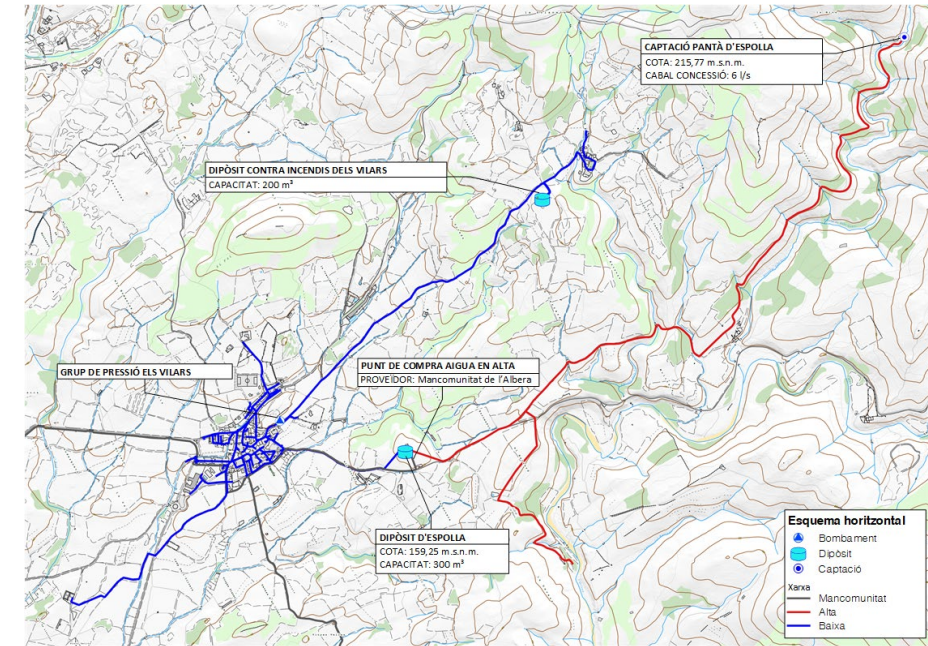 CAPTACIÓ PANTÀ D'ESPOLLA
COTA: 215,77 m.s.n.m.
CABAL CONCESSIÓ: 6 l/s
DIPÒSIT CONTRA INCENDIS DELS VILARS
CAPACITAT: 200 m³
GRUP DE PRESSIÓ ELS VILARS
PUNT DE COMPRA AIGUA EN ALTA
PROVEÏDOR: Mancomunitat de l'Albera
DIPÒSIT D'ESPOLLA
COTA: 159,25 m.s.n.m.
CAPACITAT: 300 m³
Esquema horitzontal
Bombament
Dipòsit
Captació
Xarxa
Mancomunitat
Alta
Baixa